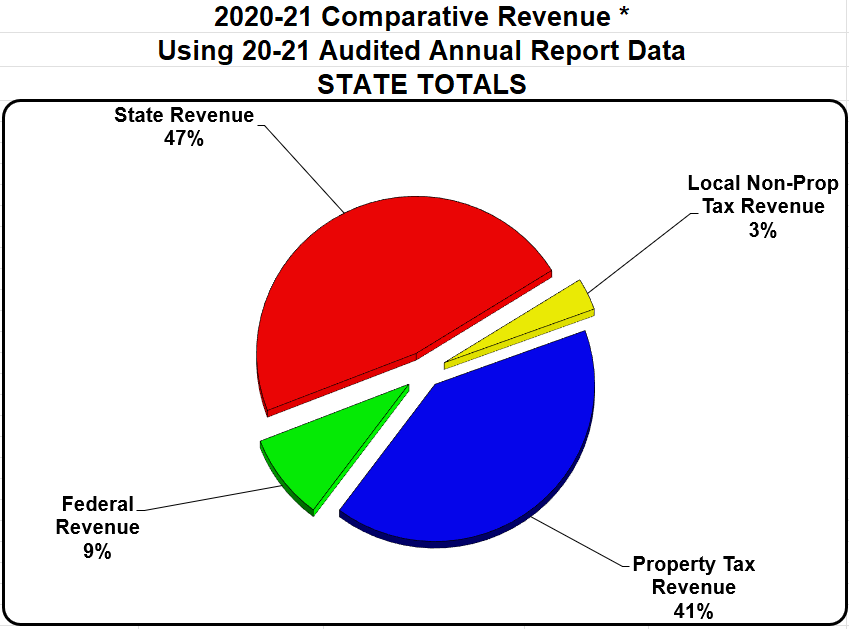 2020-21 Comparative Revenue *
Using 20-21 Audited Annual Report Data
STATE TOTALS
State Revenue
47%
Local Non-Prop
Tax Revenue
3%
Federal
Revenue
9%
Property Tax
Revenue
41%